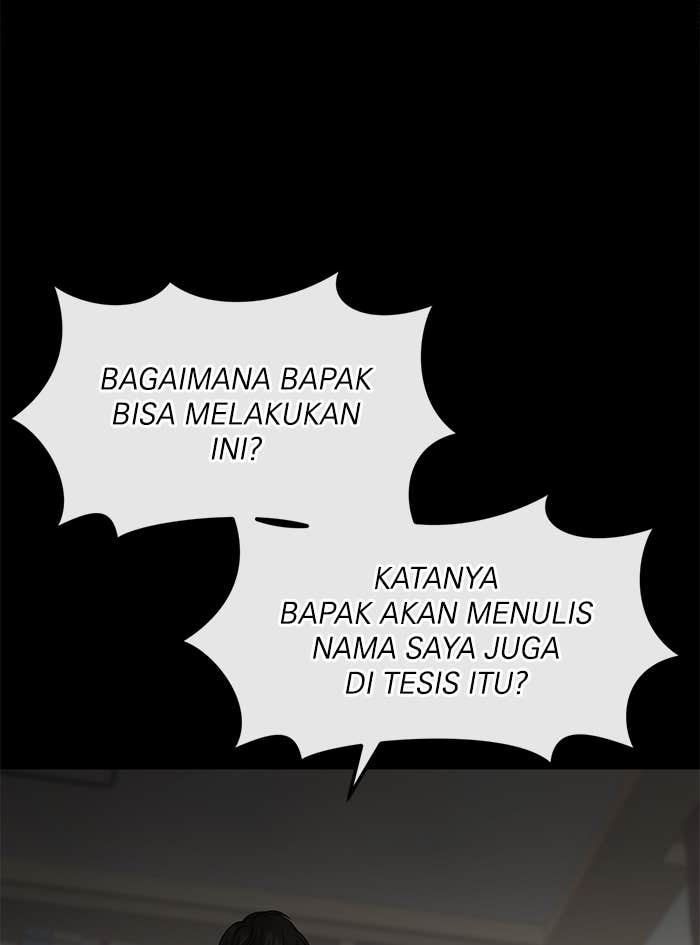 BAGAIMANA BAPAK
BISA MELAKUKAN
INI?
KATANYA
BAPAK AKAN MENULIS
NAMA SAYA JUGA
DI TESIS ITU?